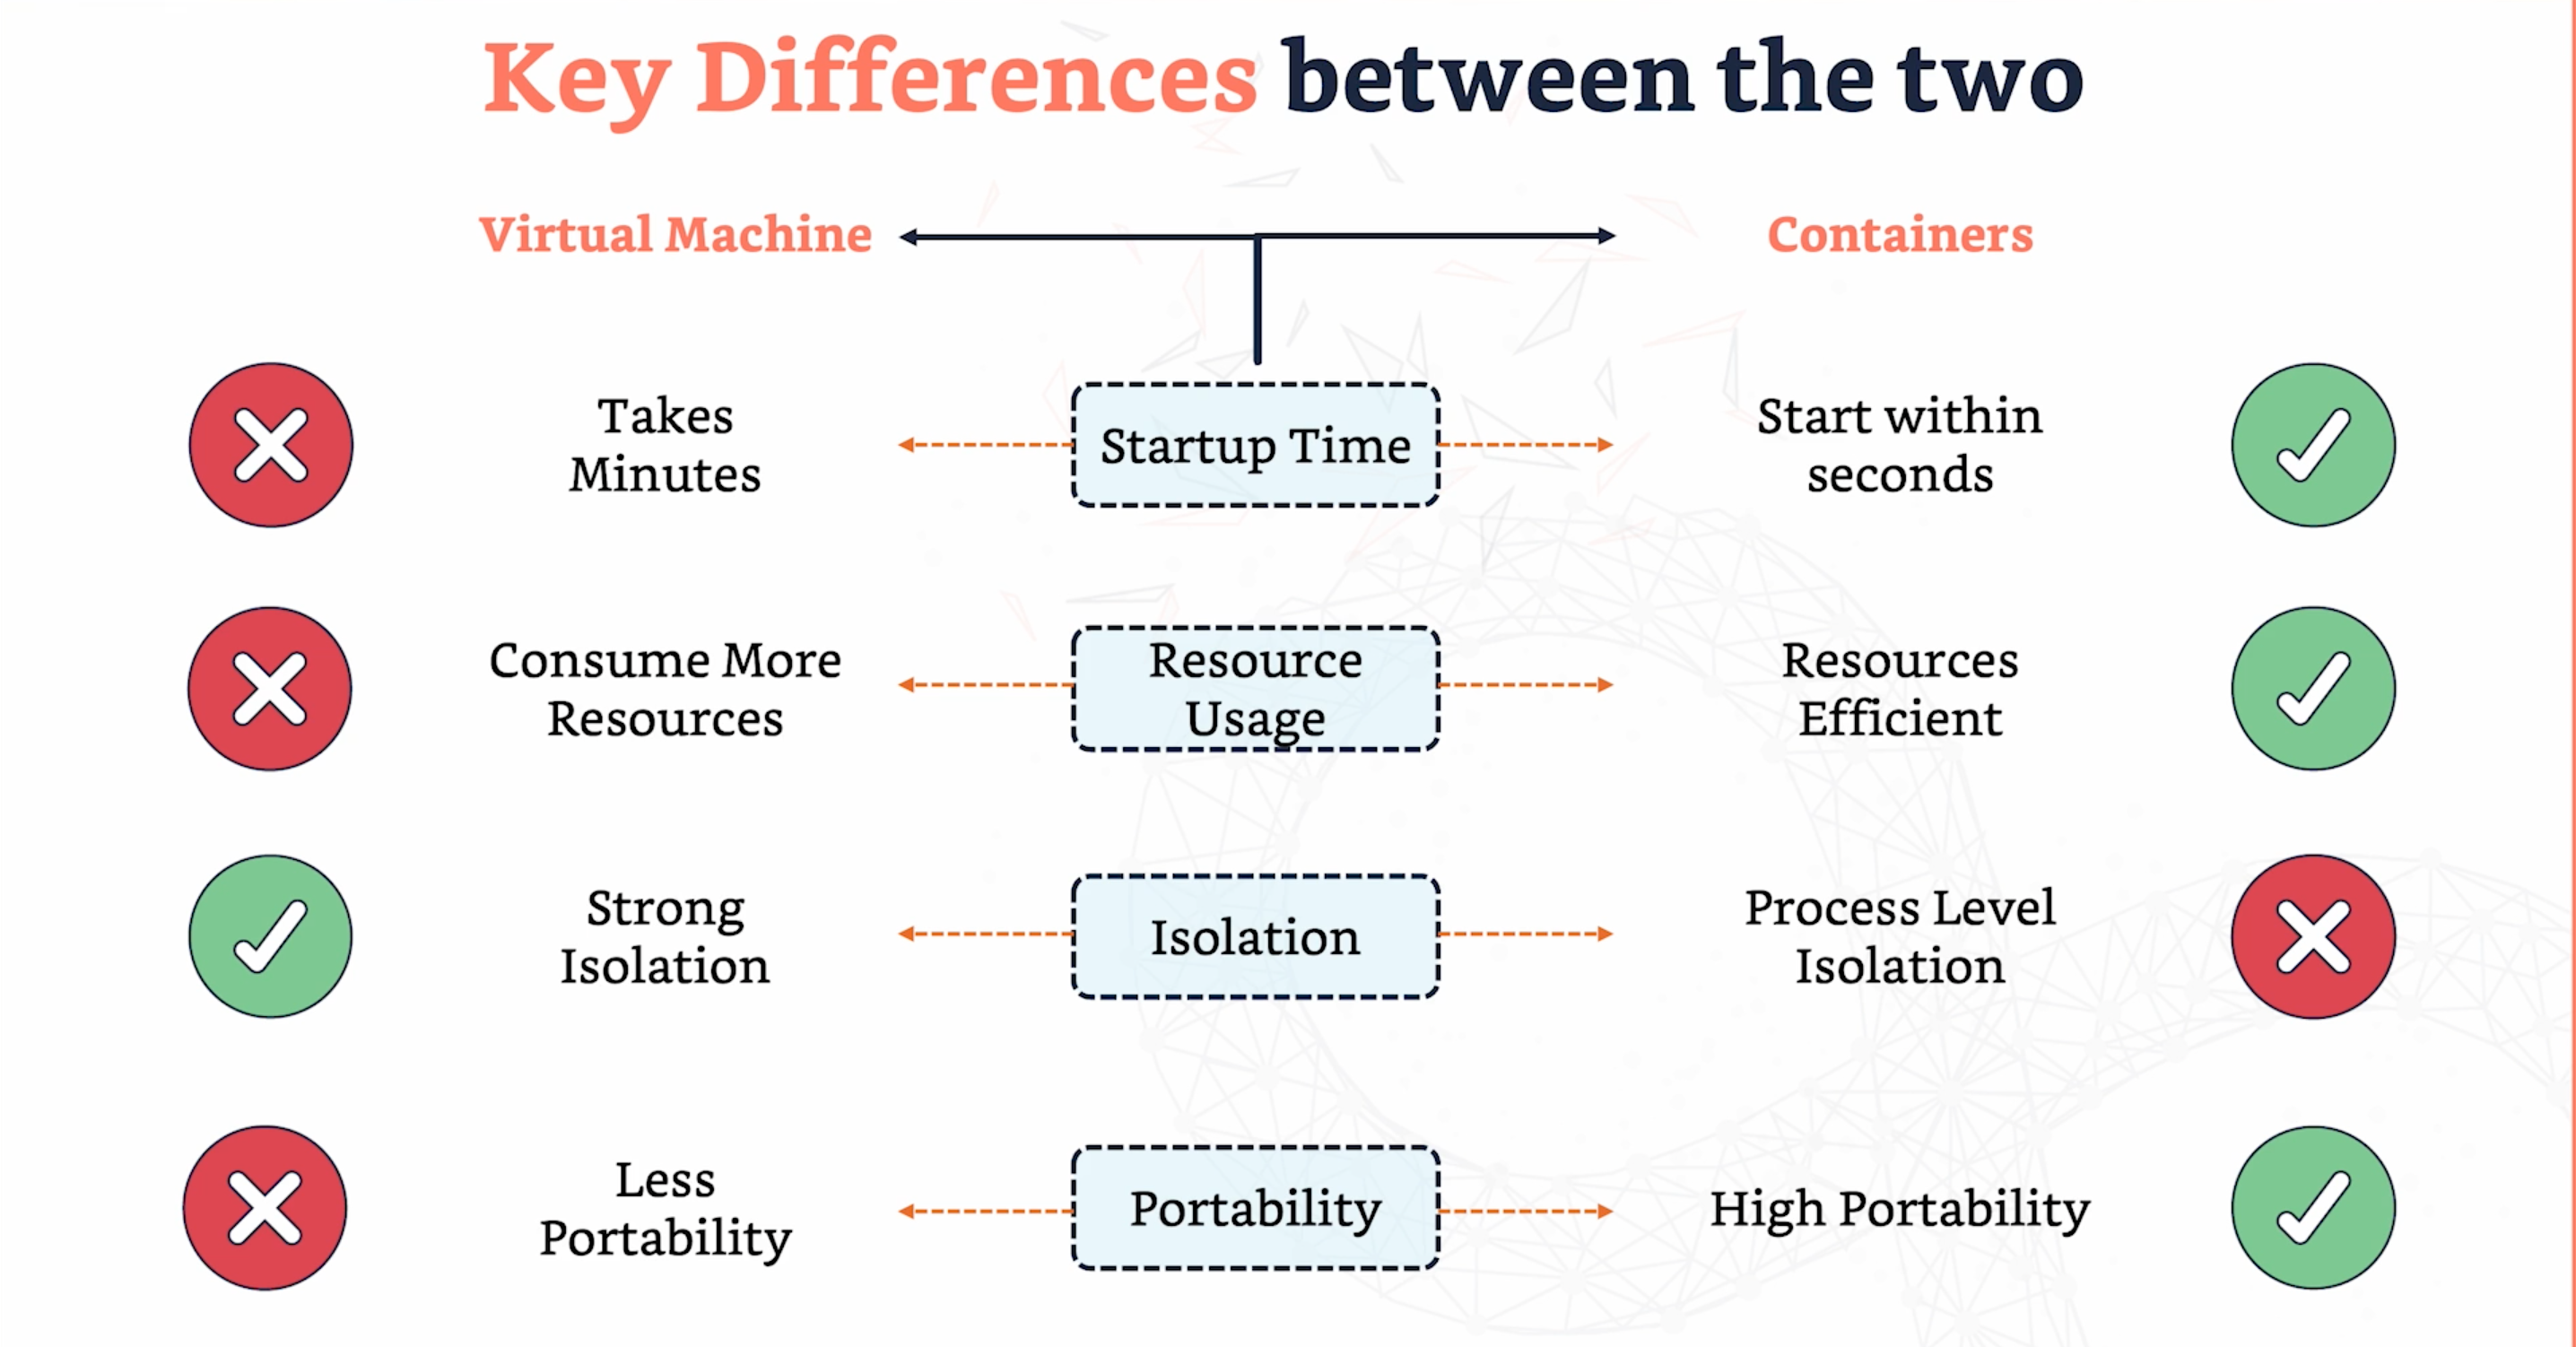 Key Differences between the two
Virtual Machine
Containers
Takes
Minutes
Startup Time
Start within
seconds
Consume More
Resources
Resource
Usage
Resources
Efficient
Strong
Isolation
Isolation
Process Level
Isolation
Less
Portability
Portability
High Portability